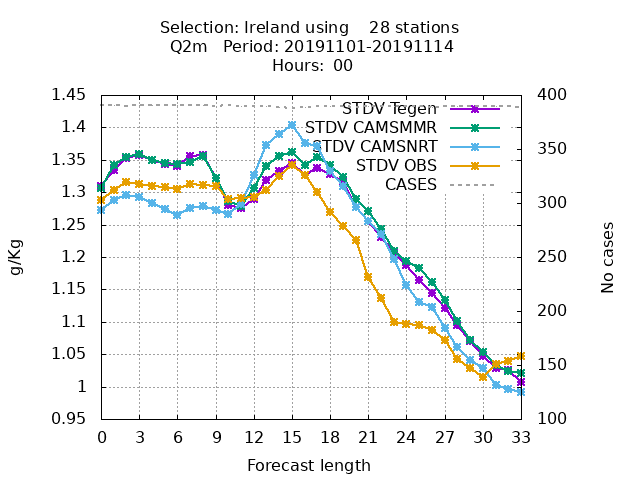 Selection: Ireland using    28 stations
Q2m   Period: 20191101-20191114
Hours:  00
1.45
1.4
1.35
1.3
1.25
1.2
1.15
1.1
1.05
1
0.95
400
350
300
250
200
150
100
0 3 6 9 12 15 18 21 24 27 30 33
g/Kg
No cases
Forecast length
STDV Tegen
STDV CAMSMMR
STDV CAMSNRT
STDV OBS
CASES